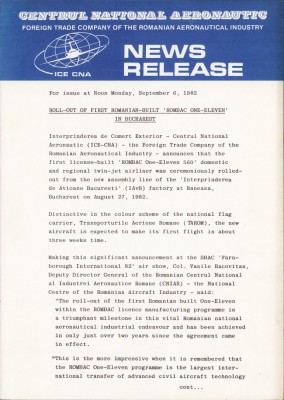 CENTRUL NATIONAL AERONAUTIC
FOREIGN TRADE COMPANY OF THE ROMANIAN AERONAUTICAL INDUSTRY
ICE CNA
NEWS
RELEASE
For issue at Noon Monday, September 6, 1982
ROLL-OUT OF FIRST ROMANIAN-BUILT 'ROMBAC ONE-ELEVEN'
IN BUCHAREST
Interprinderea de Comert Exterior - Centrul National
Aeronautic (ICE-CNA) - the Foreign Trade Company of the
Romanian Aeronautical Industry - announces that the
first license-built 'ROMBAC One-Eleven 560' domestic
and regional twin-jet airliner was ceremoniously rolled-
out from the new assembly line of the 'Interprinderea
de Avioane Bucuresti' (IAvB) factory at Baneasa,
Bucharest on August 27, 1982.
Distinctive in the colour scheme of the national flag
carrier, Transporturile Aeriene Romane (TAROM), the new
aircraft is expected to make its first flight in about
three weeks time.
Making this significant announcement at the SBAC 'Farn-
borough International 82' air show, Col. Vasile Racovitan,
Deputy Director General of the Romanian Centrul National
al Industriei Aeronautice Romane (CNIAR) - the National
Centre of the Romanian Aircraft Industry - said:
"The roll-out of the first Romanian built One-Eleven
within the ROMBAC licence manufacturing programme is
a triumphant milestone in this vital Romanian national
aeronautical industrial endeavour and has been achieved
in only just over two years since the agreement came
in effect.
"This is the more impressive when it is remembered that
the ROMBAC One-Eleven programme is the largest inter-
national transfer of advanced civil aircraft technology
cont...